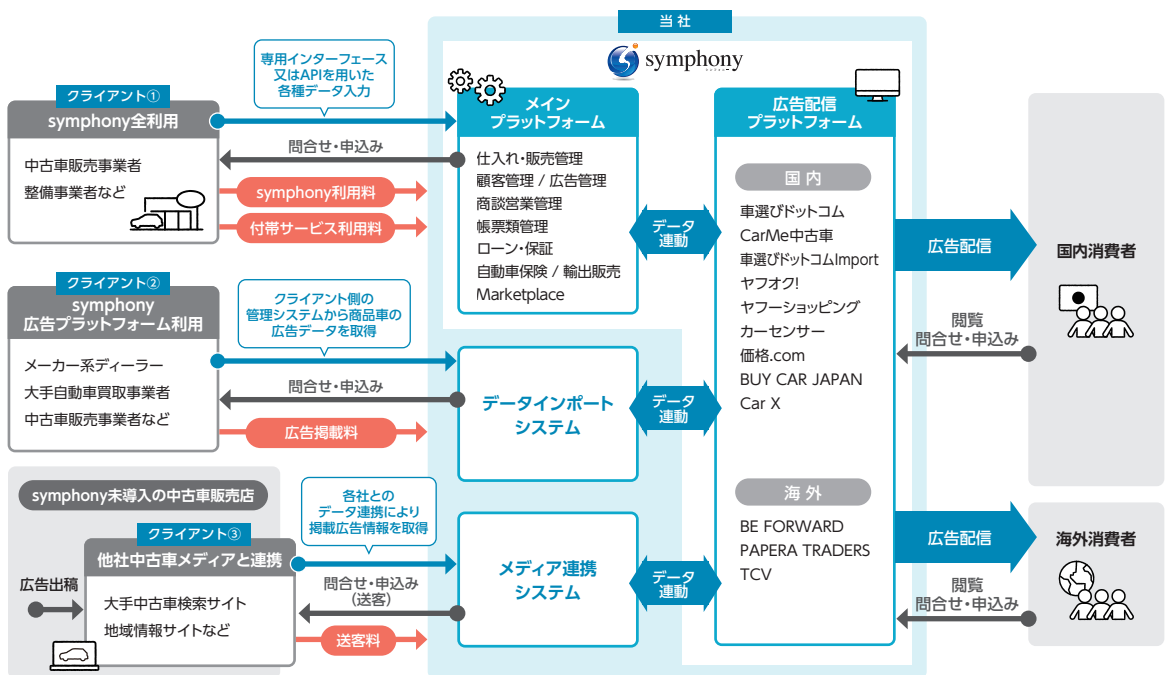 当社
symphony
専用インターフェース
又はAPIを用いた
各種データ入力
クライアント①
symphony全利用
中古車販売事業者
整備事業者など
問合せ・申込み
symphony利用料
付帯サービス利用料
メイン
プラットフォーム
仕入れ・販売管理
顧客管理 / 広告管理
商談営業管理
帳票類管理
ローン・保証
自動車保険 / 輸出販売
Marketplace
データ
連動
広告配信
プラットフォーム
国内
車選びドットコム
CarMe中古車
車選びドットコムImport
ヤフオク!
ヤフーショッピング
カーセンサー
価格.com
BUY CAR JAPAN
Car X
広告配信
国内消費者
閲覧
問合せ・申込み
クライアント②
symphony
広告プラットフォーム利用
メーカー系ディーラー
大手自動車買取事業者
中古車販売事業者など
クライアント側の
管理システムから商品車の
広告データを取得
問合せ・申込み
広告掲載料
データインポート
システム
データ
連動
symphony未導入の中古車販売店
クライアント③
他社中古車メディアと連携
広告出稿
大手中古車検索サイト
地域情報サイトなど
各社との
データ連携により
掲載広告情報を取得
問合せ・申込み
(送客)
送客料
メディア連携
システム
データ
連動
海外
BE FORWARD
PAPERA TRADERS
TCV
広告配信
海外消費者
閲覧
問合せ・申込み